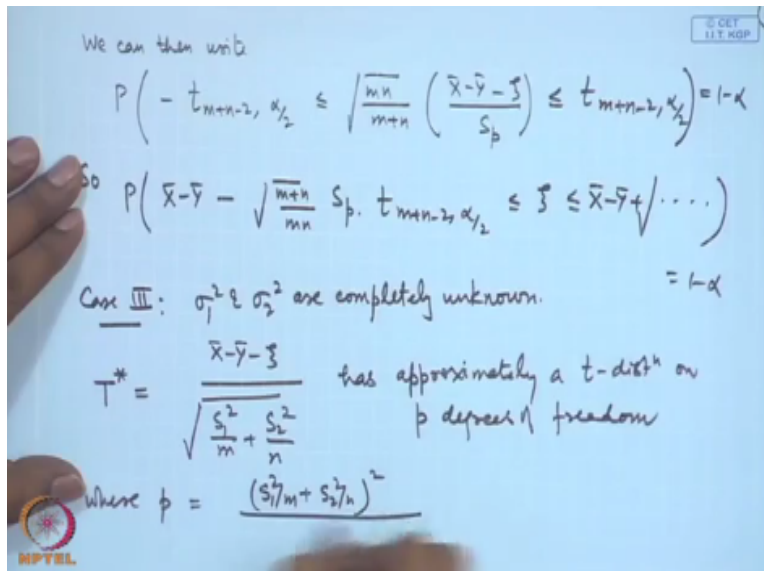 © CET
I.I.T. KGP
We can then write
P( - t_{m+n-2, α/2} ≤ √(mn/(m+n)) ( (X̄-Ȳ-ξ)/S_p ) ≤ t_{m+n-2, α/2} ) = 1-α
So P( X̄-Ȳ - √((m+n)/mn) S_p. t_{m+n-2, α/2} ≤ ξ ≤ X̄-Ȳ+√.... )
= 1-α
Case III: σ₁² & σ₂² are completely unknown.
T* = (X̄-Ȳ-ξ) / √(S₁²/m + S₂²/n) has approximately a t-distⁿ on
p degrees of freedom
where p = (S₁²/m + S₂²/n)²
NPTEL